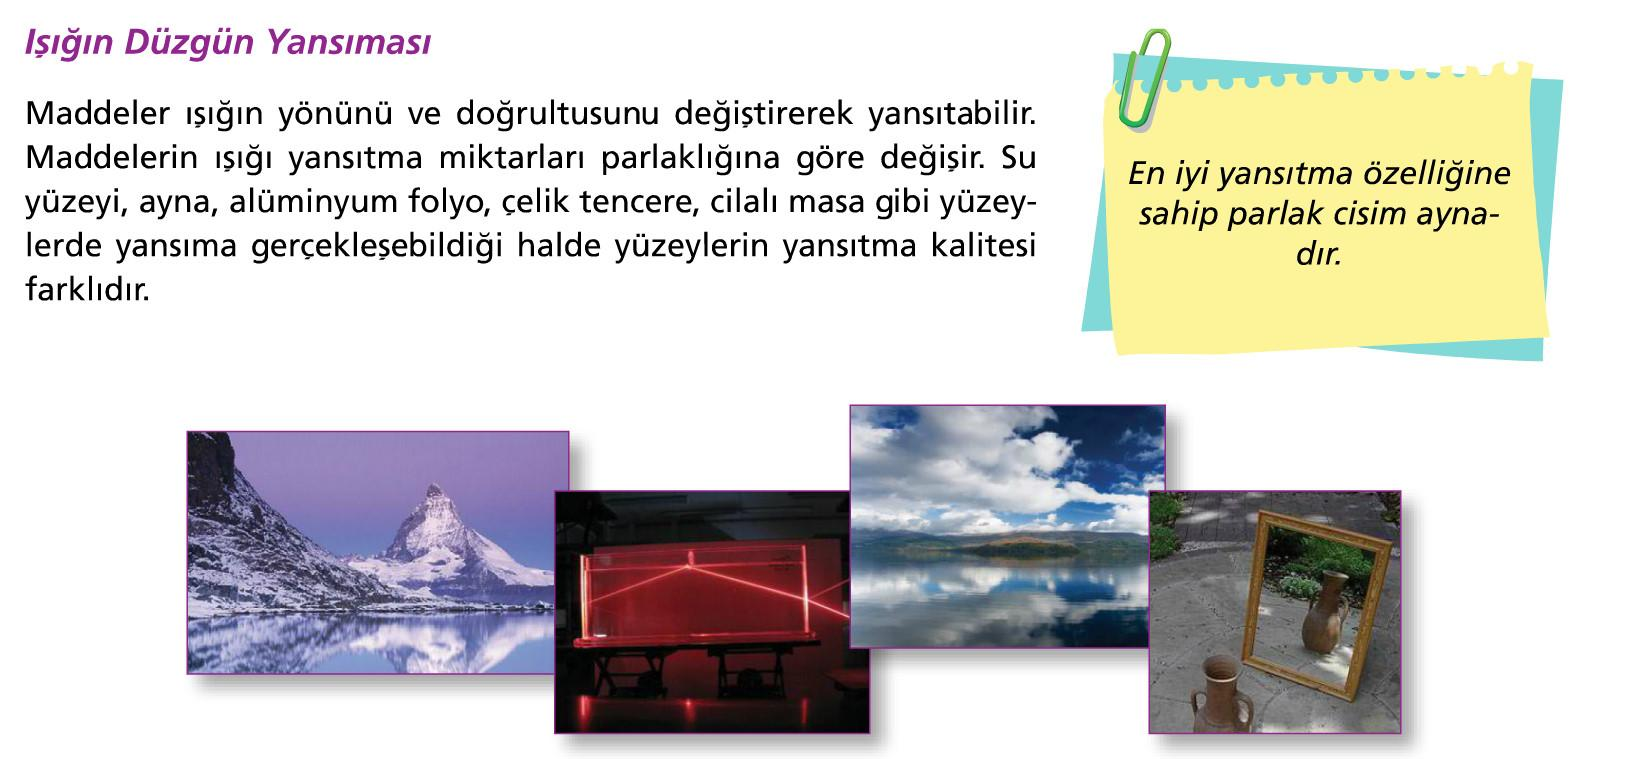 Işığın Düzgün Yansıması
Maddeler ışığın yönünü ve doğrultusunu değiştirerek yansıtabilir.
Maddelerin ışığı yansıtma miktarları parlaklığına göre değişir. Su
yüzeyi, ayna, alüminyum folyo, çelik tencere, cilalı masa gibi yüzey-
lerde yansıma gerçekleşebildiği halde yüzeylerin yansıtma kalitesi
farklıdır.
En iyi yansıtma özelliğine
sahip parlak cisim ayna-
dır.